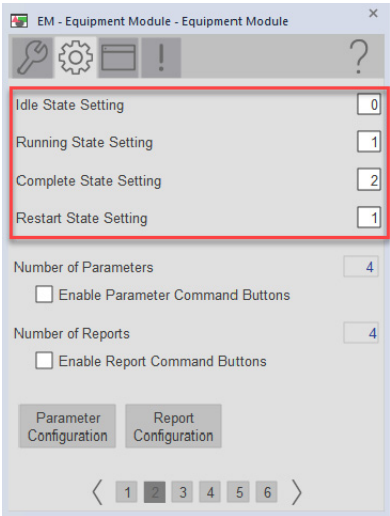 EM - Equipment Module - Equipment Module
Idle State Setting 0
Running State Setting 1
Complete State Setting 2
Restart State Setting 1
Number of Parameters 4
Enable Parameter Command Buttons
Number of Reports 4
Enable Report Command Buttons
Parameter Configuration
Report Configuration
1 2 3 4 5 6